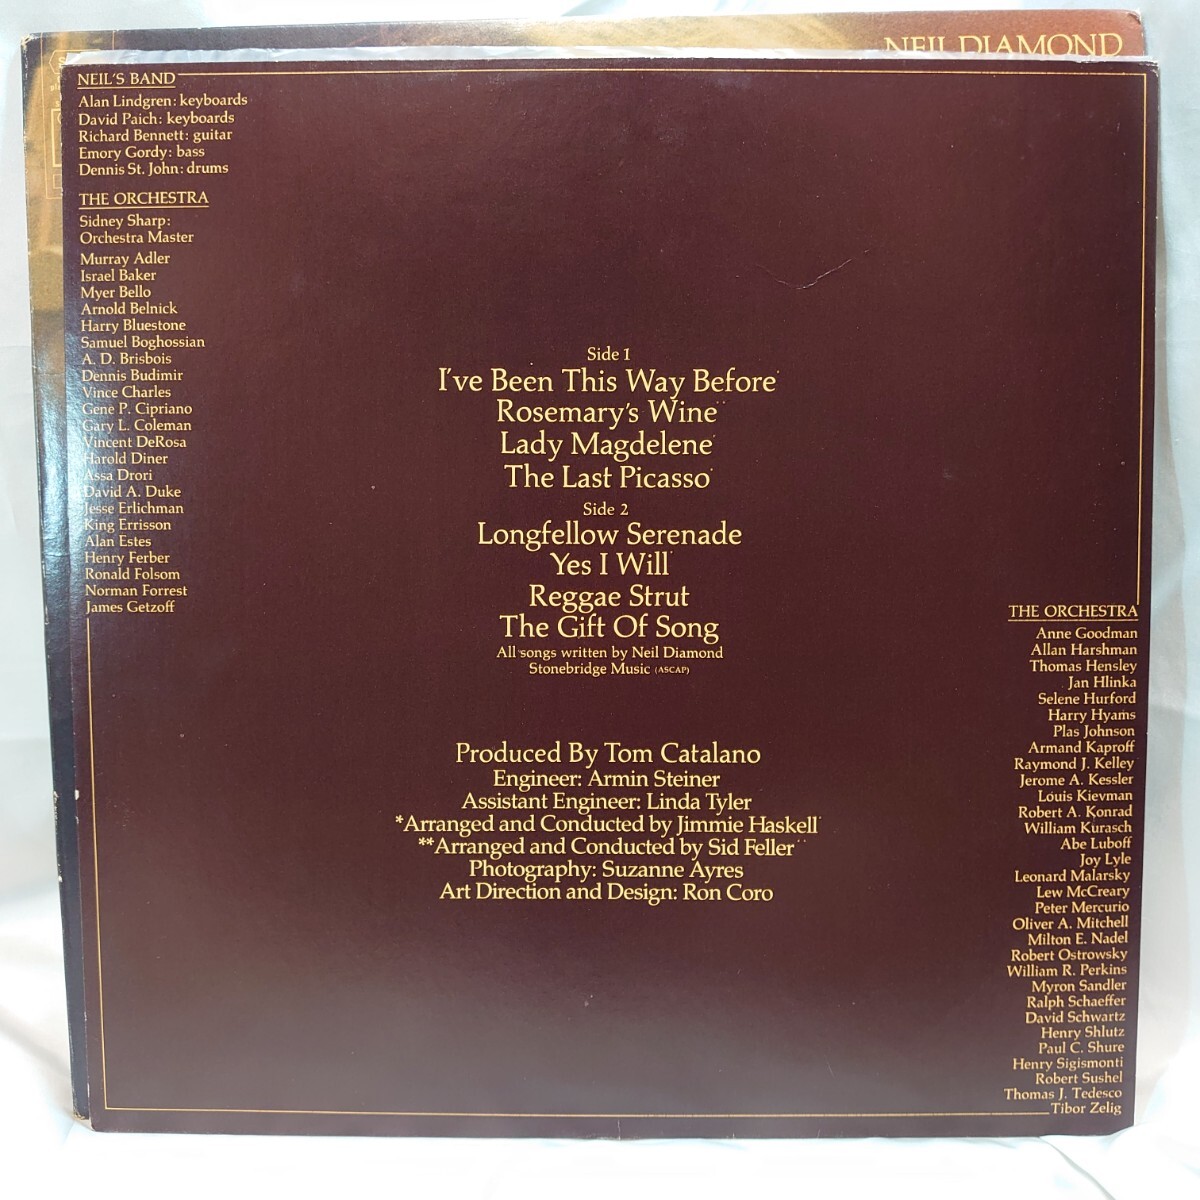 NEIL DIAMOND
NEIL'S BAND
Alan Lindgren: keyboards
David Paich: keyboards
Richard Bennett: guitar
Emory Gordy: bass
Dennis St. John: drums
THE ORCHESTRA
Sidney Sharp:
Orchestra Master
Murray Adler
Israel Baker
Myer Bello
Arnold Belnick
Harry Bluestone
Samuel Boghossian
A. D. Brisbois
Dennis Budimir
Vince Charles
Gene P. Cipriano
Gary L. Coleman
Vincent DeRosa
Harold Diner
Assa Drori
David A. Duke
Jesse Erlichman
King Errisson
Alan Estes
Henry Ferber
Ronald Folsom
Norman Forrest
James Getzoff
Side 1
I've Been This Way Before*
Rosemary's Wine**
Lady Magdelene*
The Last Picasso*
Side 2
Longfellow Serenade
Yes I Will*
Reggae Strut
The Gift Of Song
All songs written by Neil Diamond
Stonebridge Music (ASCAP)
Produced By Tom Catalano
Engineer: Armin Steiner
Assistant Engineer: Linda Tyler
*Arranged and Conducted by Jimmie Haskell*
**Arranged and Conducted by Sid Feller**
Photography: Suzanne Ayres
Art Direction and Design: Ron Coro
THE ORCHESTRA
Anne Goodman
Allan Harshman
Thomas Hensley
Jan Hlinka
Selene Hurford
Harry Hyams
Plas Johnson
Armand Kaproff
Raymond J. Kelley
Jerome A. Kessler
Louis Kievman
Robert A. Konrad
William Kurasch
Abe Luboff
Joy Lyle
Leonard Malarsky
Lew McCreary
Peter Mercurio
Oliver A. Mitchell
Milton E. Nadel
Robert Ostrowsky
William R. Perkins
Myron Sandler
Ralph Schaeffer
David Schwartz
Henry Shlutz
Paul C. Shure
Henry Sigismonti
Robert Sushel
Thomas J. Tedesco
Tibor Zelig